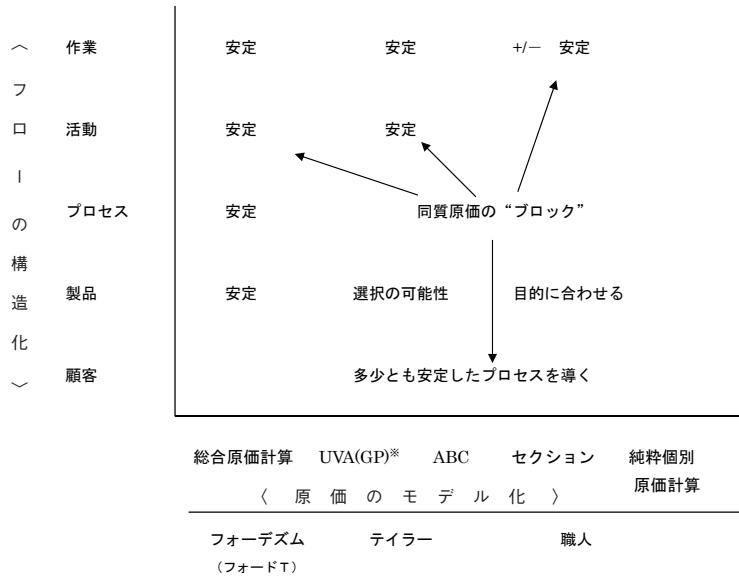 〈フローの構造化〉
作業 安定 安定 +/− 安定
活動 安定 安定
プロセス 安定 同質原価の“ブロック”
製品 安定 選択の可能性 目的に合わせる
顧客 多少とも安定したプロセスを導く
総合原価計算 UVA(GP)※ ABC セクション 純粋個別
原価計算
〈 原価のモデル化 〉
フォーデズム テイラー 職人
(フォードT)